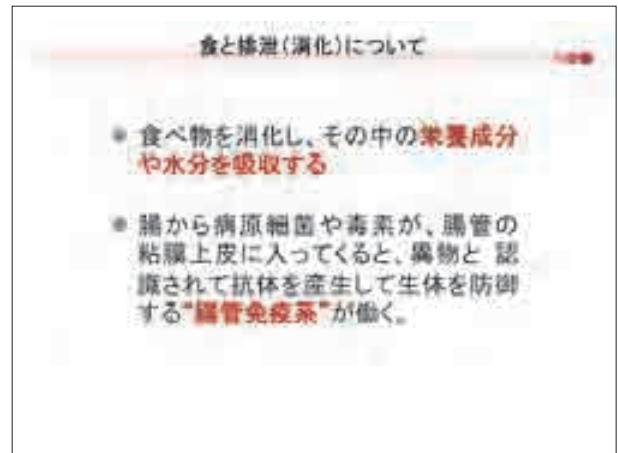 食と排泄（消化）について
● 食べ物を消化し、その中の栄養成分
や水分を吸収する
● 腸から病原細菌や毒素が、腸管の
粘膜上皮に入ってくると、異物と 認
識されて抗体を産生して生体を防御
する“腸管免疫系”が働く。